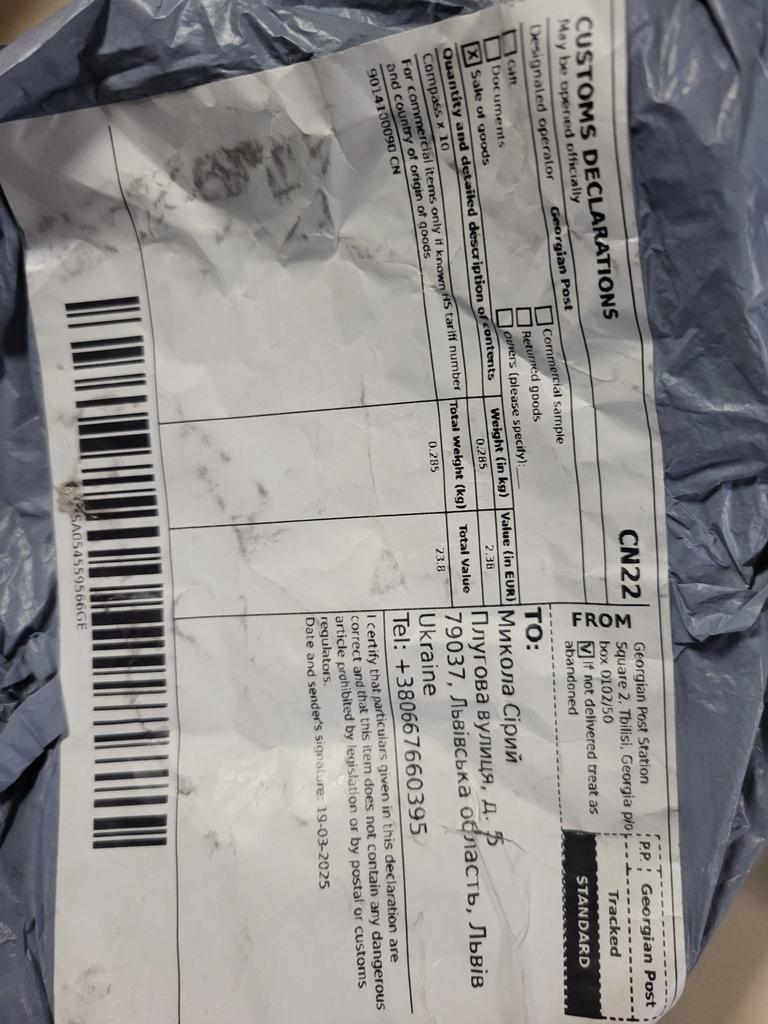 CUSTOMS DECLARATIONS
CN22
May be opened officially
Designated operator Georgian Post
Gift
Commercial sample
Documents
Returned goods
X Sale of goods
Others (please specify): __
Quantity and detailed description of contents
Weight (in kg)
Value (in EUR)
Compass x 10
0.285
2.38
For commercial items only if known HS tariff number
and country of origin of goods
Total weight (kg)
Total Value
9014100090 CN
0.285
23.8
FROM
Georgian Post Station
Square 2, Tbilisi, Georgia p/o
box 0102/50
V If not delivered treat as
abandoned
P.P. Georgian Post
Tracked
STANDARD
TO:
Микола Сірий
Плугова вулиця, д. 5
79037, Львівська область, Львів
Ukraine
Tel: +380667660395
I certify that particulars given in this declaration are
correct and that this item does not contain any dangerous
article prohibited by legislation or by postal or customs
regulators.
Date and sender's signature: 19-03-2025
SA054559566GE